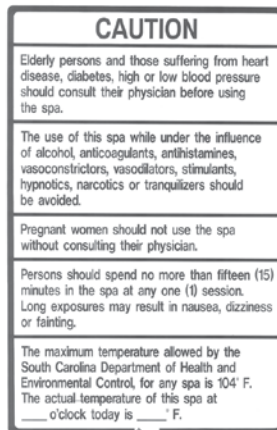 CAUTION
Elderly persons and those suffering from heart
disease, diabetes, high or low blood pressure
should consult their physician before using
the spa.
The use of this spa while under the influence
of alcohol, anticoagulants, antihistamines,
vasoconstrictors, vasodilators, stimulants,
hypnotics, narcotics or tranquilizers should
be avoided.
Pregnant women should not use the spa
without consulting their physician.
Persons should spend no more than fifteen (15)
minutes in the spa at any one (1) session.
Long exposures may result in nausea, dizziness
or fainting.
The maximum temperature allowed by the
South Carolina Department of Health and
Environmental Control, for any spa is 104° F.
The actual temperature of this spa at
____ o'clock today is _____° F.